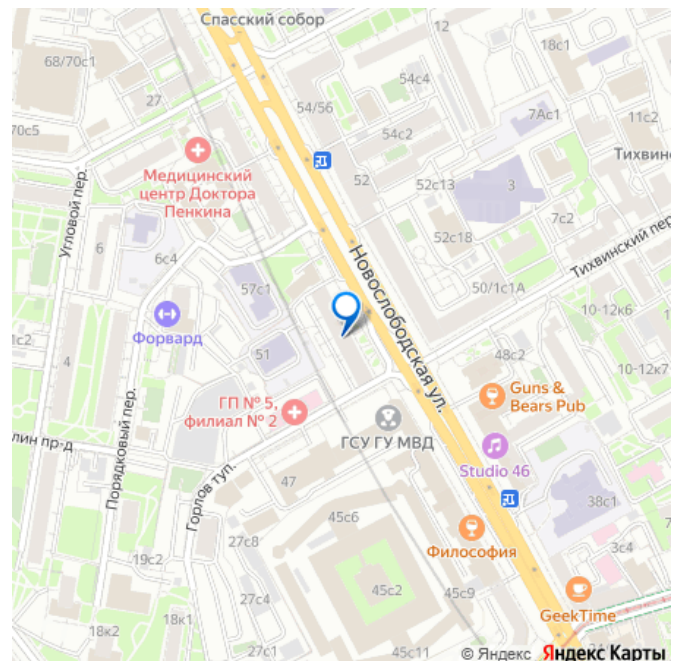 Спасский собор
12
18с1
68/70с1
54с4
27
54/56
7Ас1
11с2
70с5
54с2
Тихвинс
Медицинский
центр Доктора
Пенкина
52
52с13
3
Угловой пер.
7с2
6
52с18
Тихвинский пер
6с4
Новослободская ул.
57с1
50/1с1А
10-12к6
Форвард
1с2
4
51
48с2
10-12к7
Guns &
Bears Pub
ГП № 5,
филиал № 2
ГСУ ГУ МВД
лин пр-д
Порядковый пер.
Studio 46
Горлов туп.
47
38с1
45с6
27с8
Философия
3с4
19с2
45с2
45с9
27с4
GeekTime
18к2
18к1
45с11
© Яндекс Яндекс Карты